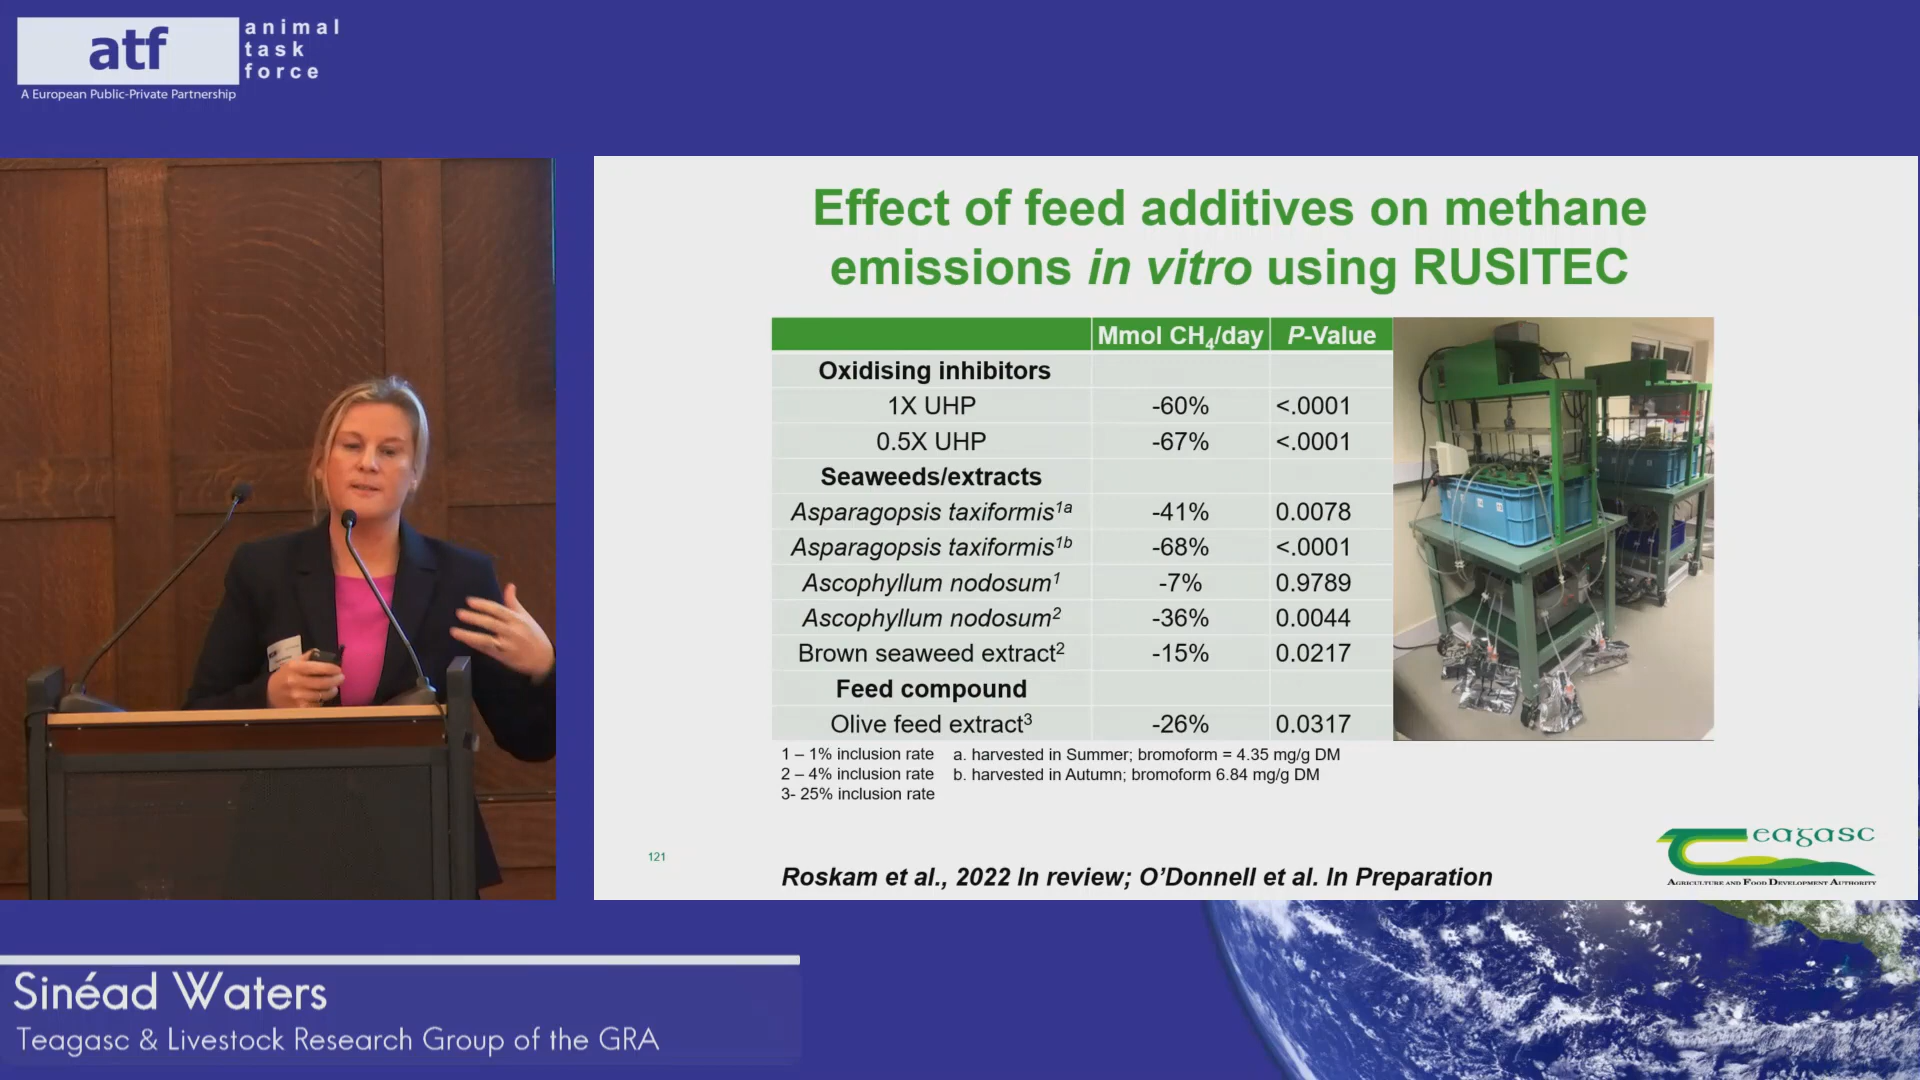 atf
animal
task
force
A European Public-Private Partnership
Effect of feed additives on methane
emissions in vitro using RUSITEC
Mmol CH₄/day P-Value
Oxidising inhibitors
1X UHP -60% <.0001
0.5X UHP -67% <.0001
Seaweeds/extracts
Asparagopsis taxiformis¹ᵃ -41% 0.0078
Asparagopsis taxiformis¹ᵇ -68% <.0001
Ascophyllum nodosum¹ -7% 0.9789
Ascophyllum nodosum² -36% 0.0044
Brown seaweed extract² -15% 0.0217
Feed compound
Olive feed extract³ -26% 0.0317
1 – 1% inclusion rate a. harvested in Summer; bromoform = 4.35 mg/g DM
2 – 4% inclusion rate b. harvested in Autumn; bromoform 6.84 mg/g DM
3- 25% inclusion rate
121
Roskam et al., 2022 In review; O’Donnell et al. In Preparation
eagasc
Agriculture and Food Development Authority
Sinéad Waters
Teagasc & Livestock Research Group of the GRA